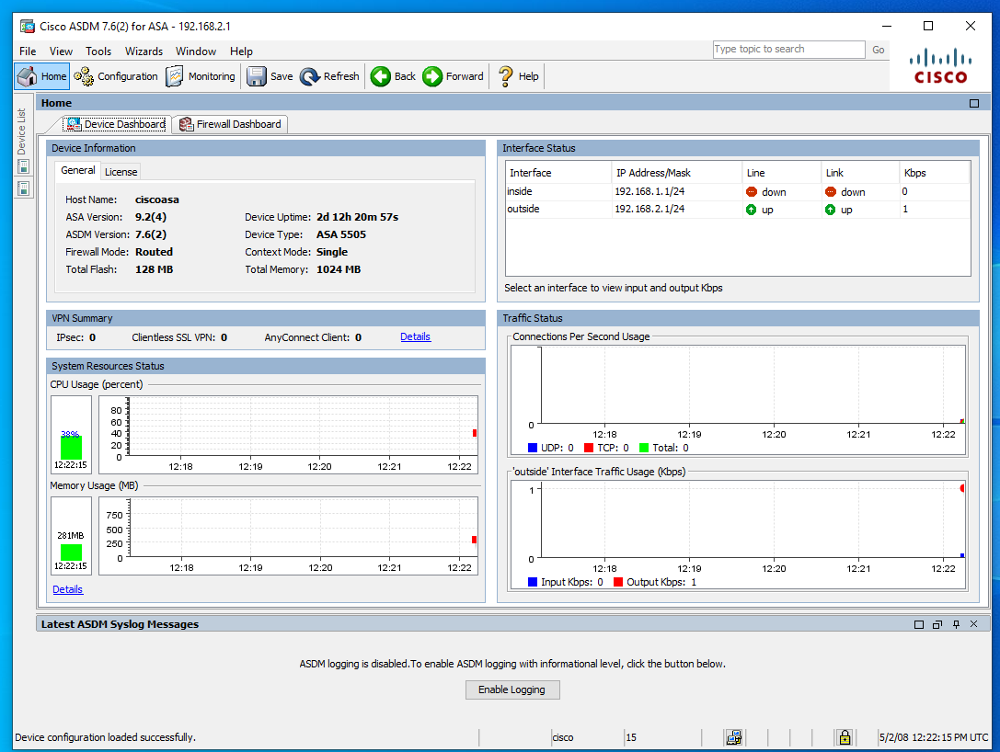 Cisco ASDM 7.6(2) for ASA - 192.168.2.1
File View Tools Wizards Window Help
Type topic to search Go
Home Configuration Monitoring Save Refresh Back Forward Help
CISCO
Device List
Home
Device Dashboard Firewall Dashboard
Device Information
General License
Host Name: ciscoasa
ASA Version: 9.2(4) Device Uptime: 2d 12h 20m 57s
ASDM Version: 7.6(2) Device Type: ASA 5505
Firewall Mode: Routed Context Mode: Single
Total Flash: 128 MB Total Memory: 1024 MB
Interface Status
Interface IP Address/Mask Line Link Kbps
inside 192.168.1.1/24 down down 0
outside 192.168.2.1/24 up up 1
Select an interface to view input and output Kbps
VPN Summary
IPsec: 0 Clientless SSL VPN: 0 AnyConnect Client: 0 Details
System Resources Status
CPU Usage (percent)
38%
12:22:15
80
60
40
20
0
12:18 12:19 12:20 12:21 12:22
Memory Usage (MB)
281MB
12:22:15
750
500
250
0
12:18 12:19 12:20 12:21 12:22
Details
Traffic Status
Connections Per Second Usage
0
12:18 12:19 12:20 12:21 12:22
UDP: 0 TCP: 0 Total: 0
'outside' Interface Traffic Usage (Kbps)
1
0
12:18 12:19 12:20 12:21 12:22
Input Kbps: 0 Output Kbps: 1
Latest ASDM Syslog Messages
ASDM logging is disabled.To enable ASDM logging with informational level, click the button below.
Enable Logging
Device configuration loaded successfully. cisco 15 5/2/08 12:22:15 PM UTC